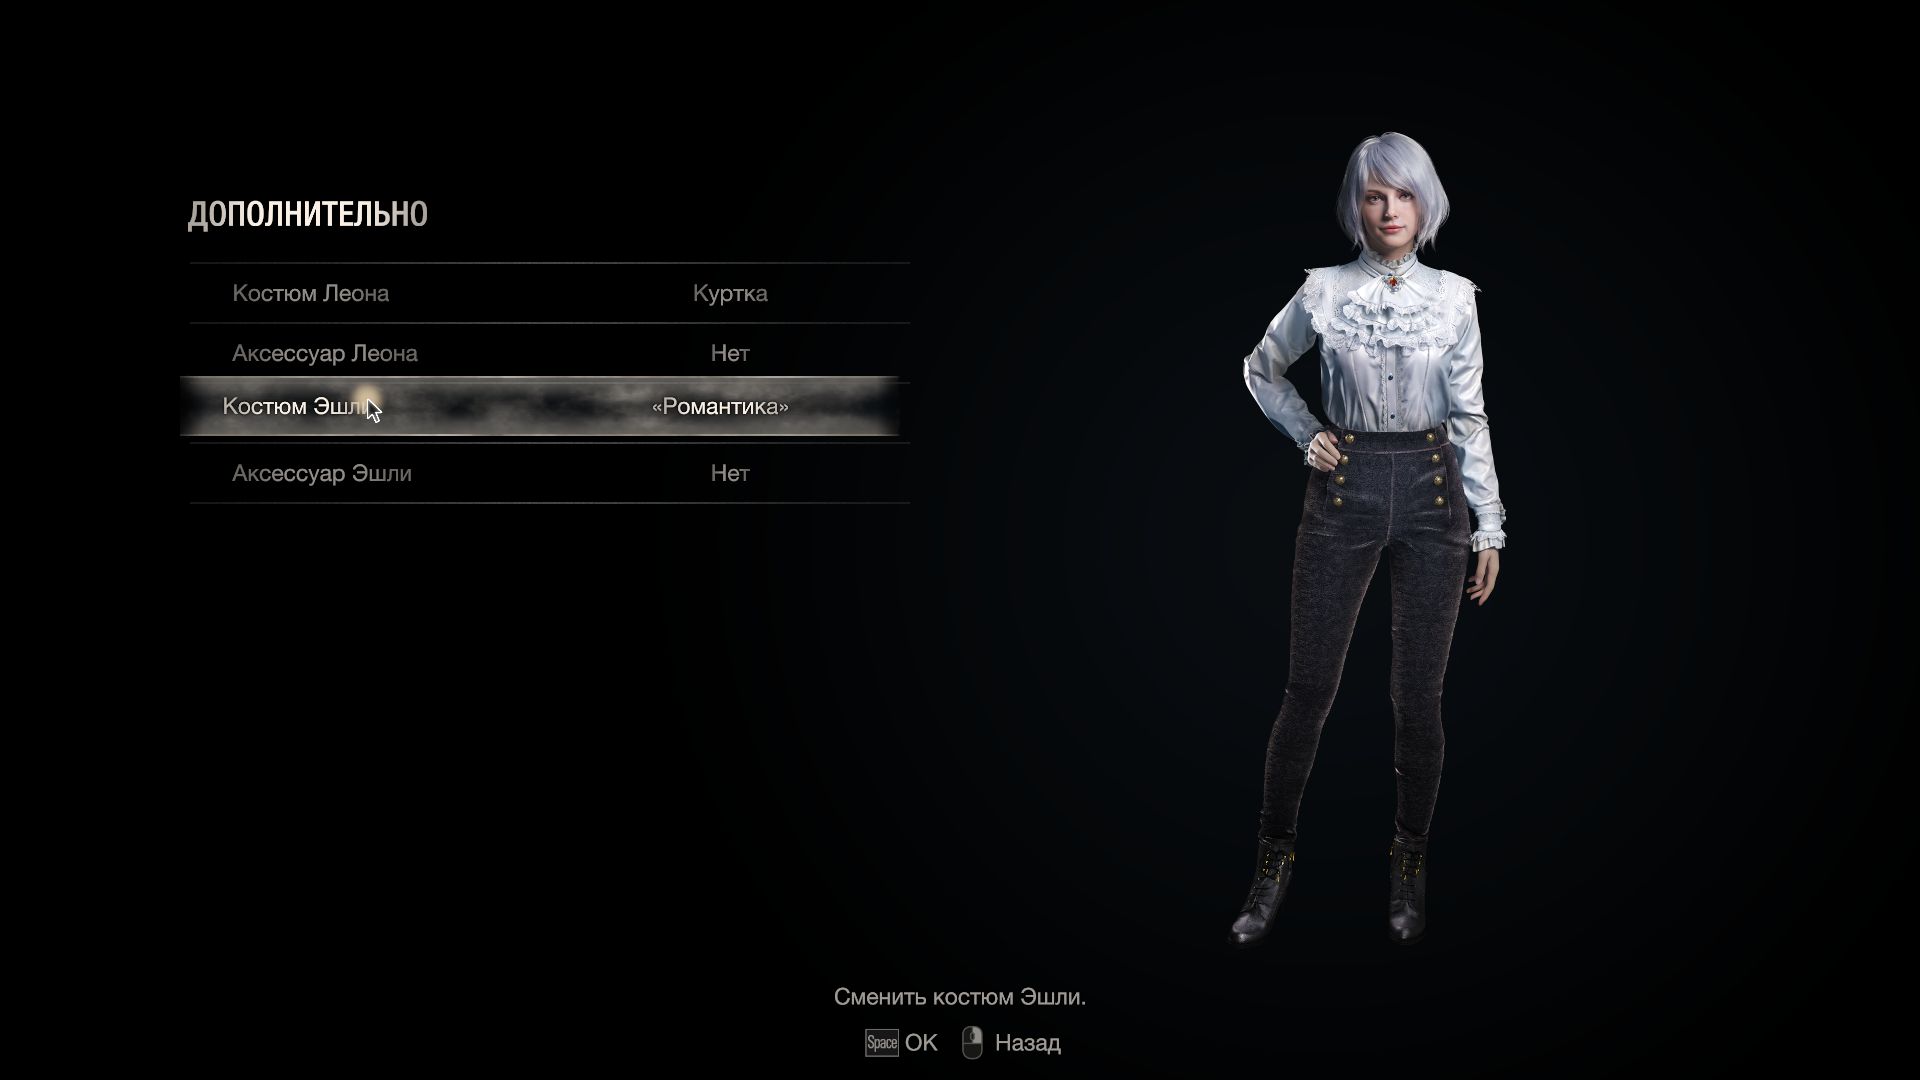 ДОПОЛНИТЕЛЬНО
Костюм Леона Куртка
Аксессуар Леона Нет
Костюм Эшли «Романтика»
Аксессуар Эшли Нет
Сменить костюм Эшли.
Space OK Назад